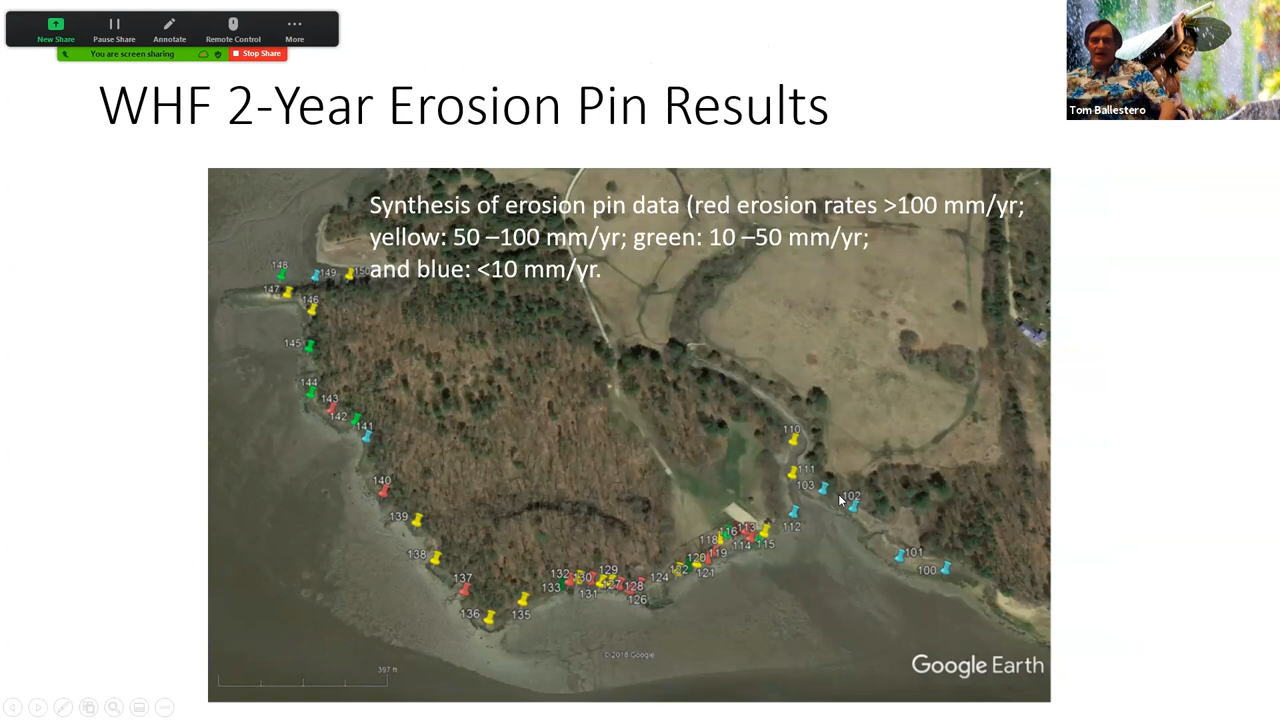 New Share
Pause Share
Annotate
Remote Control
More
You are screen sharing
Stop Share
Tom Ballestero
WHF 2-Year Erosion Pin Results
Synthesis of erosion pin data (red erosion rates >100 mm/yr;
yellow: 50 –100 mm/yr; green: 10 –50 mm/yr;
and blue: <10 mm/yr.
148
149
150
147
146
145
144
143
142
141
140
139
138
137
136
135
133
132
130
131
129
127
128
126
124
122
120
121
119
118
116
113
114
115
112
110
111
103
102
101
100
© 2018 Google
397 ft
Google Earth